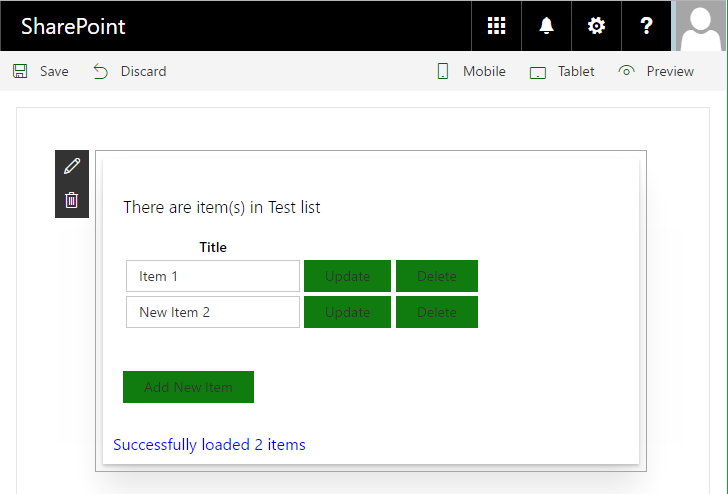 SharePoint ?
Save Discard Mobile Tablet Preview
There are item(s) in Test list
Title
Item 1 Update Delete
New Item 2 Update Delete
Add New Item
Successfully loaded 2 items